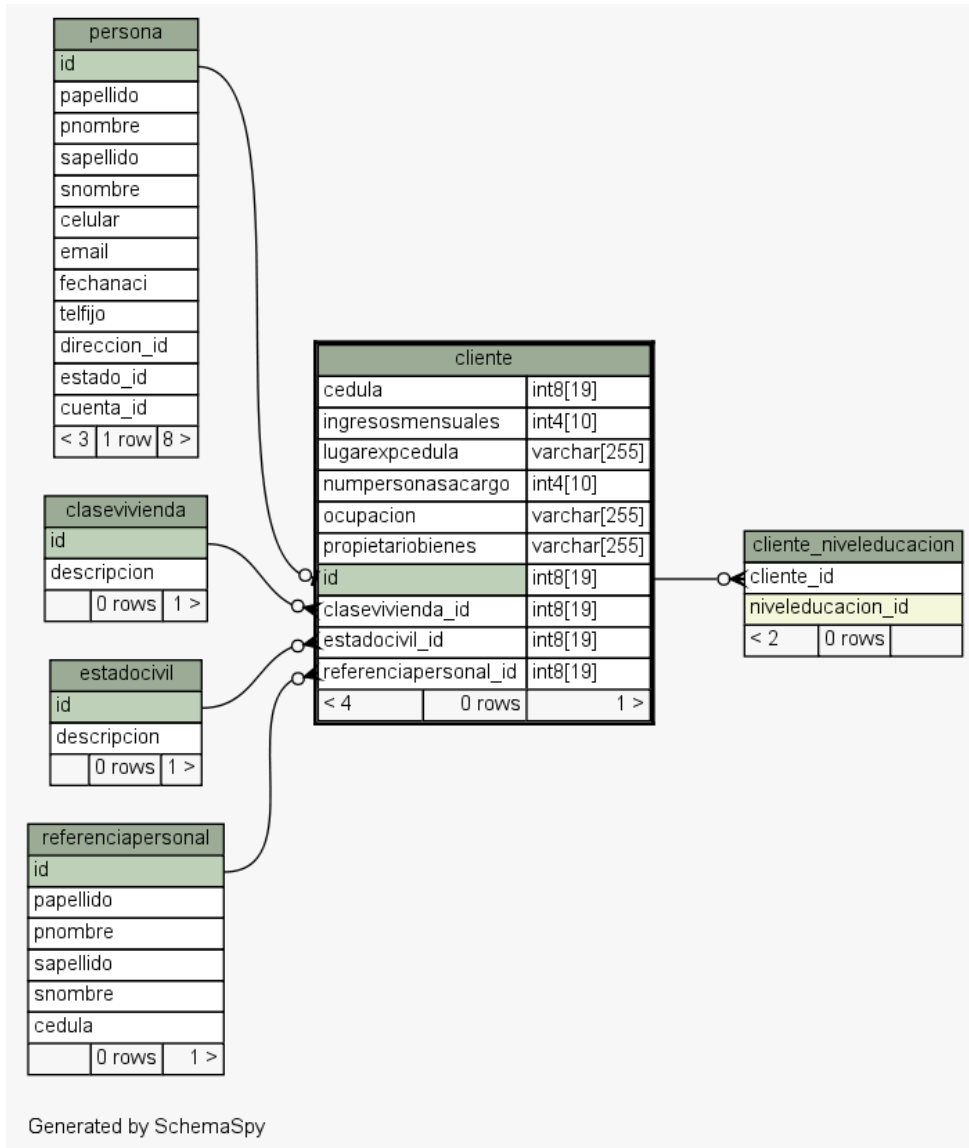 persona
id
papellido
pnombre
sapellido
snombre
celular
email
fechanaci
telfijo
direccion_id
estado_id
cuenta_id
< 3 1 row 8 >
clasevivienda
id
descripcion
0 rows 1 >
estadocivil
id
descripcion
0 rows 1 >
referenciapersonal
id
papellido
pnombre
sapellido
snombre
cedula
0 rows 1 >
cliente
cedula int8[19]
ingresosmensuales int4[10]
lugarexpcedula varchar[255]
numpersonasacargo int4[10]
ocupacion varchar[255]
propietariobienes varchar[255]
id int8[19]
clasevivienda_id int8[19]
estadocivil_id int8[19]
referenciapersonal_id int8[19]
< 4 0 rows 1 >
cliente_niveleducacion
cliente_id
niveleducacion_id
< 2 0 rows
Generated by SchemaSpy